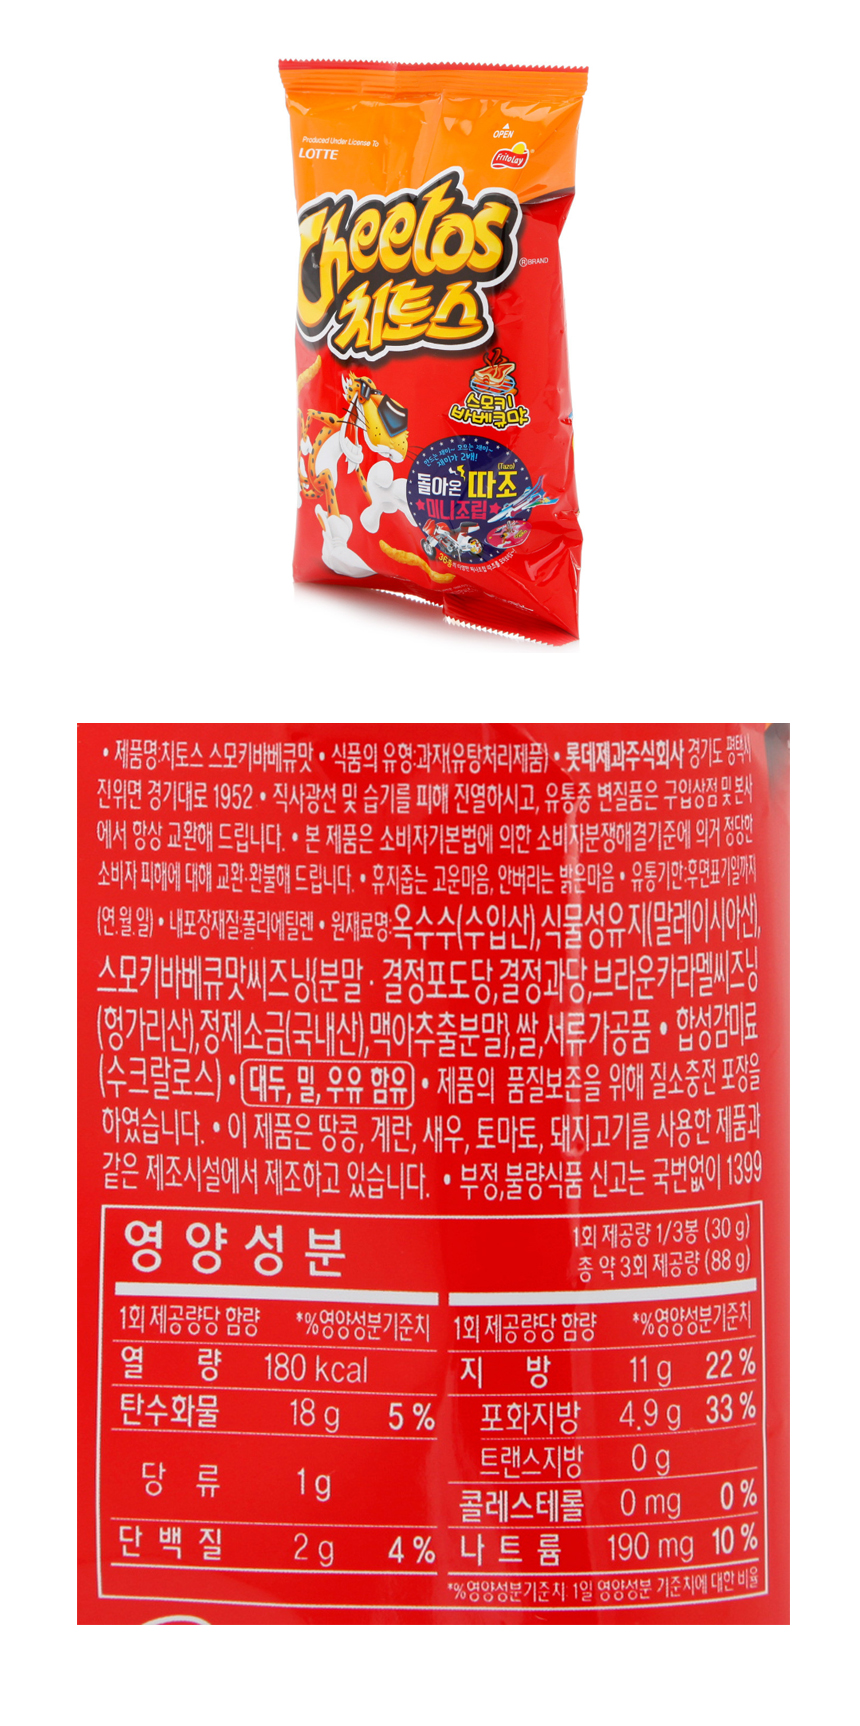 Produced Under License To
LOTTE
OPEN
FritoLay
Cheetos
® BRAND
치토스
스모키
바베큐맛
만드는 재미~ 모으는 재미~
재미가 2배!
(Tazo)
돌아온 따조
★미니조립★
36종의
• 제품명:치토스 스모키바베큐맛 • 식품의 유형:과자(유탕처리제품) • 롯데제과주식회사 경기도 평택시
진위면 경기대로 1952 • 직사광선 및 습기를 피해 진열하시고, 유통중 변질품은 구입상점 및 본사
에서 항상 교환해 드립니다. • 본 제품은 소비자기본법에 의한 소비자분쟁해결기준에 의거 정당한
소비자 피해에 대해 교환·환불해 드립니다. • 휴지줍는 고운마음, 안버리는 밝은마음 • 유통기한:후면표기일까지
(연.월.일) • 내포장재질:폴리에틸렌 • 원재료명:옥수수(수입산),식물성유지(말레이시아산),
스모키바베큐맛씨즈닝{분말·결정포도당,결정과당,브라운카라멜씨즈닝
(헝가리산),정제소금(국내산),맥아추출분말},쌀,서류가공품 • 합성감미료
(수크랄로스) • 대두, 밀, 우유 함유 • 제품의 품질보존을 위해 질소충전 포장을
하였습니다. • 이 제품은 땅콩, 계란, 새우, 토마토, 돼지고기를 사용한 제품과
같은 제조시설에서 제조하고 있습니다. • 부정,불량식품 신고는 국번없이 1399
영양성분
1회 제공량 1/3봉 (30 g)
총 약 3회 제공량 (88 g)
1회 제공량당 함량 *%영양성분기준치 1회 제공량당 함량 *%영양성분기준치
열 량 180 kcal 지 방 11 g 22 %
탄수화물 18 g 5 % 포화지방 4.9 g 33 %
트랜스지방 0 g
당 류 1 g
콜레스테롤 0 mg 0 %
단백질 2 g 4 % 나트륨 190 mg 10 %
*%영양성분기준치: 1일 영양성분 기준치에 대한 비율